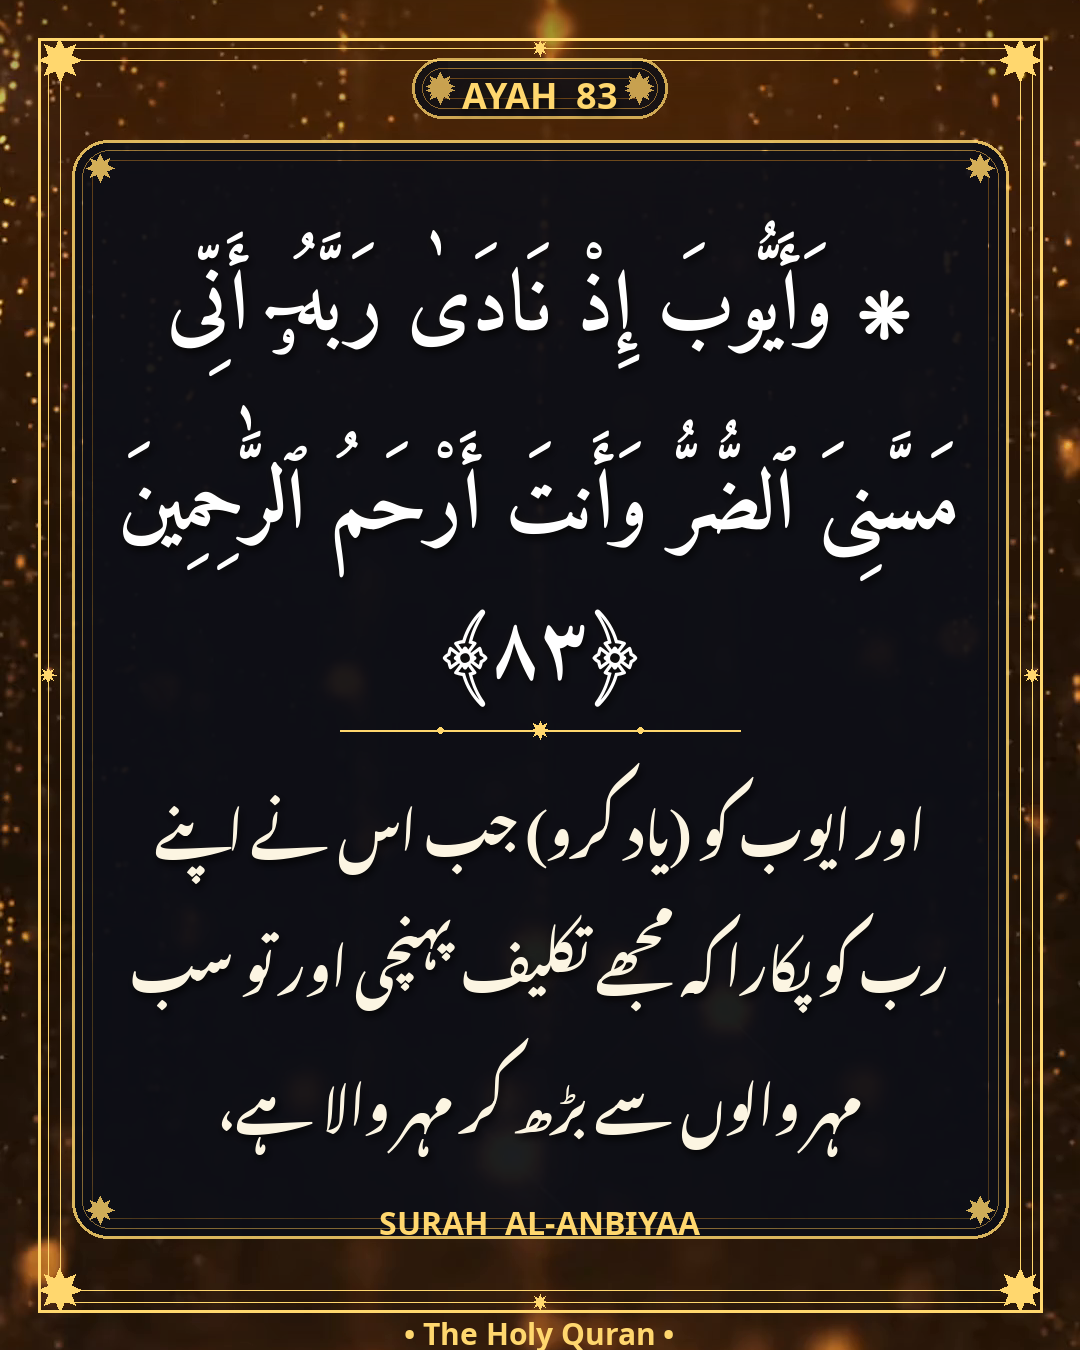 AYAH 83
* وَأَيُّوبَ إِذْ نَادَىٰ رَبَّهُۥٓ أَنِّى
مَسَّنِىَ ٱلضُّرُّ وَأَنتَ أَرْحَمُ ٱلرَّٰحِمِينَ
﴿٨٣﴾
اور ایوب کو (یاد کرو) جب اس نے اپنے
رب کو پکارا کہ مجھے تکلیف پہنچی اور تو سب
مہر والوں سے بڑھ کر مہر والا ہے،
SURAH AL-ANBIYAA
• The Holy Quran •